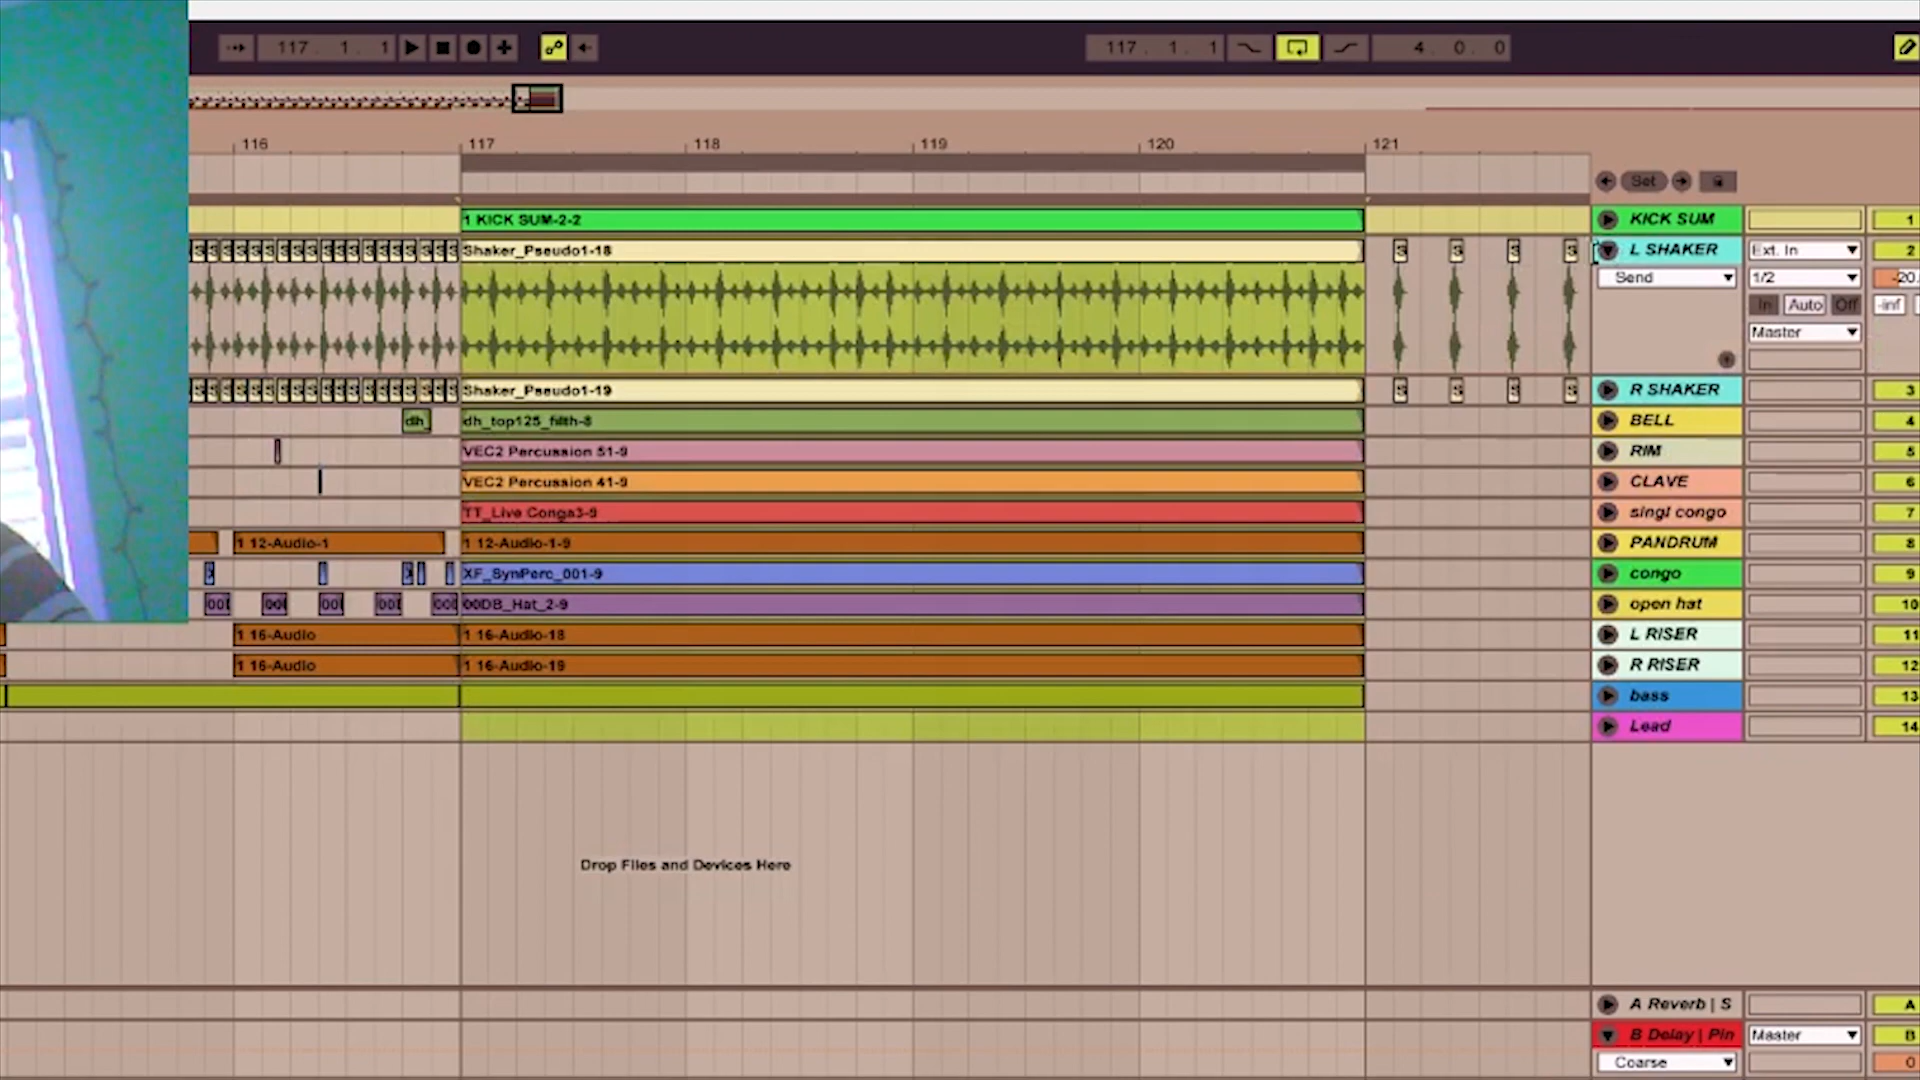 117. 1. 1
117. 1. 1
4. 0. 0
116
117
118
119
120
121
Set
1 KICK SUM-2-2
KICK SUM
1
Shaker_Pseudo1-18
L SHAKER
Ext. In
2
Send
1/2
-20.
In
Auto
Off
-inf
Master
Shaker_Pseudo1-19
R SHAKER
3
dh_
dh_top125_filth-8
BELL
4
VEC2 Percussion 51-9
RIM
5
VEC2 Percussion 41-9
CLAVE
6
TT_Live Conga3-9
singl congo
7
1 12-Audio-1
1 12-Audio-1-9
PANDRUM
8
XF_SynPerc_001-9
congo
9
00DB_Hat_2-9
open hat
10
1 16-Audio
1 16-Audio-18
L RISER
11
1 16-Audio
1 16-Audio-19
R RISER
12
bass
13
Lead
14
Drop Files and Devices Here
A Reverb | S
A
B Delay | Pin
Master
B
Coarse
0